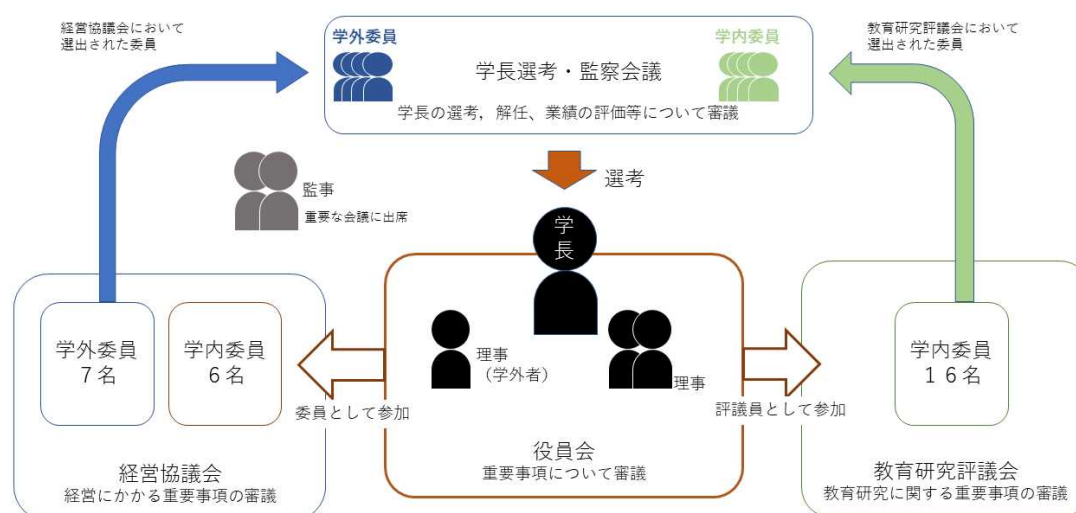 経営協議会において
選出された委員
学外委員
学内委員
学長選考・監察会議
学長の選考，解任、業績の評価等について審議
教育研究評議会において
選出された委員
選考
監事
重要な会議に出席
学
長
学外委員
７名
学内委員
６名
委員として参加
経営協議会
経営にかかる重要事項の審議
理事
（学外者）
理事
役員会
重要事項について審議
評議員として参加
学内委員
１６名
教育研究評議会
教育研究に関する重要事項の審議